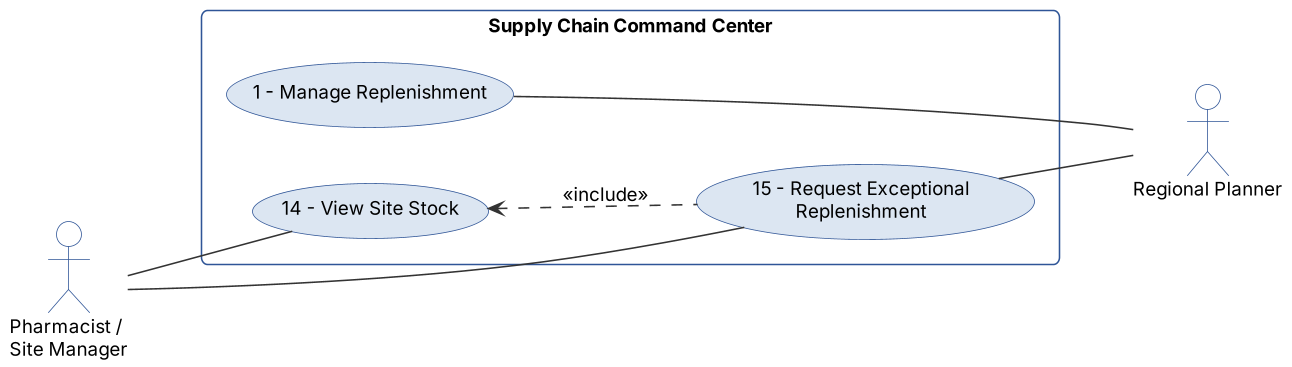 Supply Chain Command Center
1 - Manage Replenishment
14 - View Site Stock
«include»
15 - Request Exceptional
Replenishment
Regional Planner
Pharmacist /
Site Manager